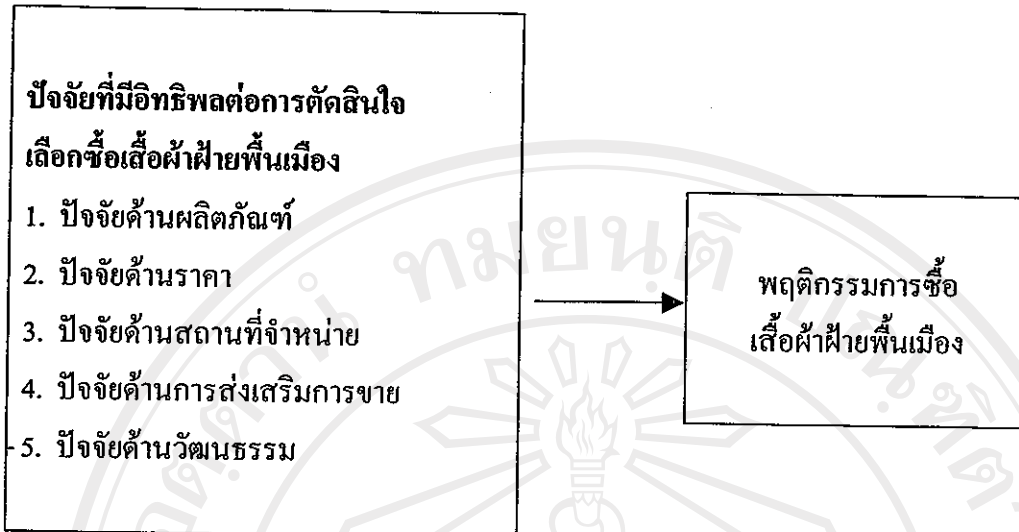 ปัจจัยที่มีอิทธิพลต่อการตัดสินใจ
เลือกซื้อเสื้อผ้าฝ้ายพื้นเมือง
1. ปัจจัยด้านผลิตภัณฑ์
2. ปัจจัยด้านราคา
3. ปัจจัยด้านสถานที่จำหน่าย
4. ปัจจัยด้านการส่งเสริมการขาย
5. ปัจจัยด้านวัฒนธรรม
พฤติกรรมการซื้อ
เสื้อผ้าฝ้ายพื้นเมือง